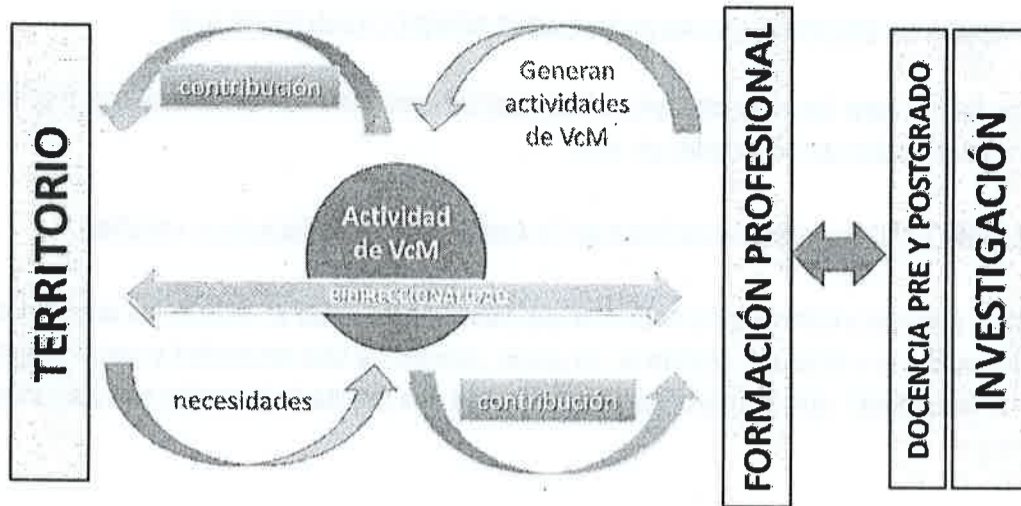 TERRITORIO
contribución
Generan
actividades
de VcM
Actividad
de VcM
BIDIRECCIONALIDAD
necesidades
contribución
FORMACIÓN PROFESIONAL
DOCENCIA PRE Y POSTGRADO
INVESTIGACIÓN